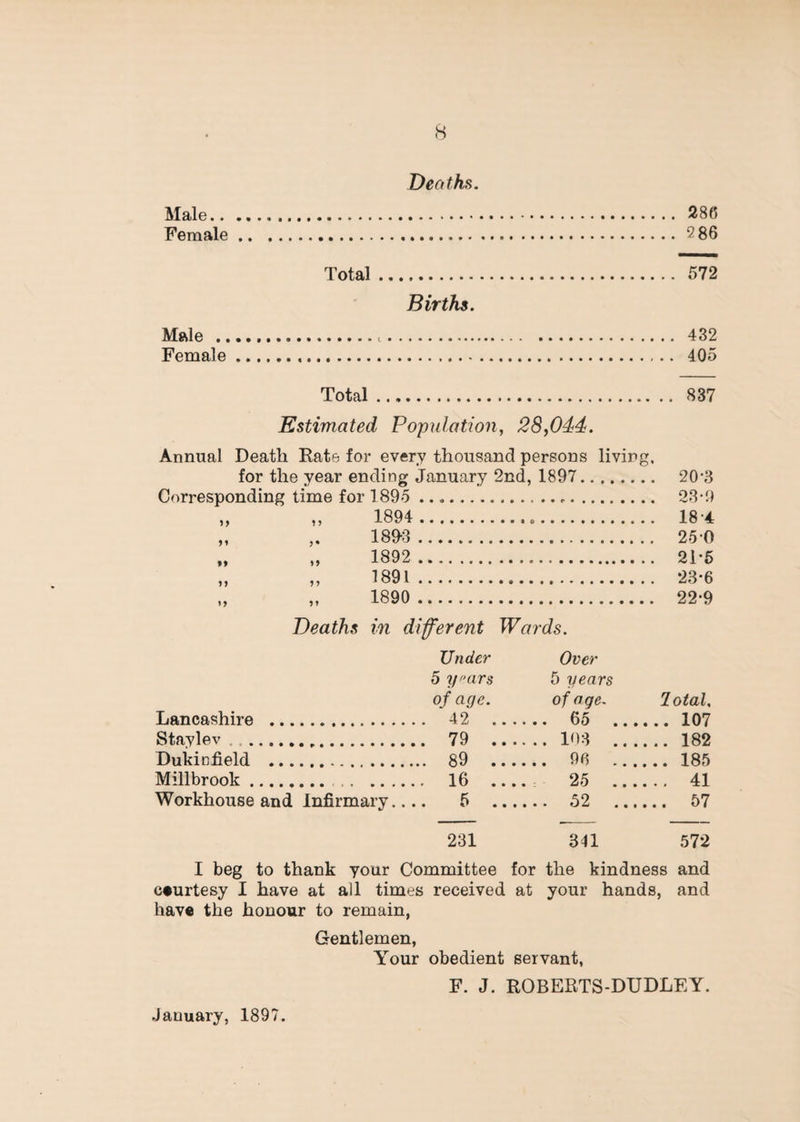 8
Deaths.
Male.. .......... 286
Female .. .......... 286
Total .......... 572
Births.
Male .......... 432
Female .......... 405
Total .......... 837
Estimated Population, 28,044.
Annual Death Rate for every thousand persons living,
for the year ending January 2nd, 1897.......... 20·3
Corresponding time for 1895 .......... 23·9
,, ,, 1894 .......... 18·4
,, ,, 1893 .......... 25·0
,, ,, 1892 .......... 21·5
,, ,, 1891 .......... 23·6
,, ,, 1890 .......... 22·9
Deaths in different Wards.
Under Over
5 years 5 years
of age. of age. Total.
Lancashire .......... 42 ...... 65 ...... 107
Stayley .......... 79 ...... 103 ...... 182
Dukinfield .......... 89 ...... 96 ...... 185
Millbrook .......... 16 ...... 25 ...... 41
Workhouse and Infirmary.... 5 ...... 52 ...... 57
231 341 572
I beg to thank your Committee for the kindness and
courtesy I have at all times received at your hands, and
have the honour to remain,
Gentlemen,
Your obedient servant,
F. J. ROBERTS-DUDLEY.
January, 1897.